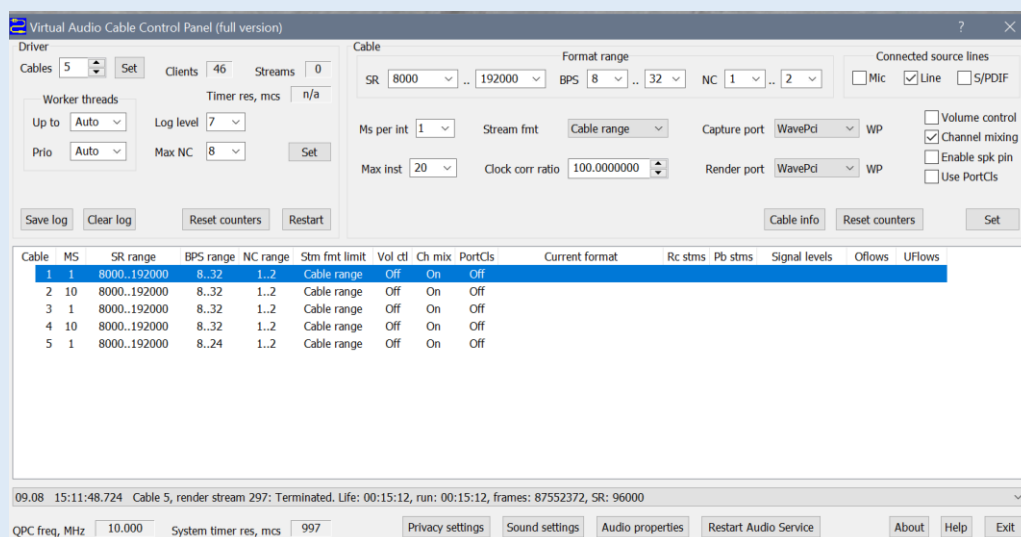 Virtual Audio Cable Control Panel (full version)
Driver
Cables 5 Set Clients 46 Streams 0
Timer res, mcs n/a
Worker threads
Up to Auto Log level 7
Prio Auto Max NC 8 Set
Save log Clear log Reset counters Restart
Cable
Format range
SR 8000 .. 192000 BPS 8 .. 32 NC 1 .. 2
Connected source lines
Mic Line S/PDIF
Ms per int 1 Stream fmt Cable range Capture port WavePci WP
Max inst 20 Clock corr ratio 100.0000000 Render port WavePci WP
Volume control
Channel mixing
Enable spk pin
Use PortCls
Cable info Reset counters Set
Cable MS SR range BPS range NC range Stm fmt limit Vol ctl Ch mix PortCls Current format Rc stms Pb stms Signal levels Oflows UFlows
1 1 8000..192000 8..32 1..2 Cable range Off On Off
2 10 8000..192000 8..32 1..2 Cable range Off On Off
3 1 8000..192000 8..32 1..2 Cable range Off On Off
4 10 8000..192000 8..32 1..2 Cable range Off On Off
5 1 8000..192000 8..24 1..2 Cable range Off On Off
09.08 15:11:48.724 Cable 5, render stream 297: Terminated. Life: 00:15:12, run: 00:15:12, frames: 87552372, SR: 96000
QPC freq, MHz 10.000 System timer res, mcs 997 Privacy settings Sound settings Audio properties Restart Audio Service About Help Exit